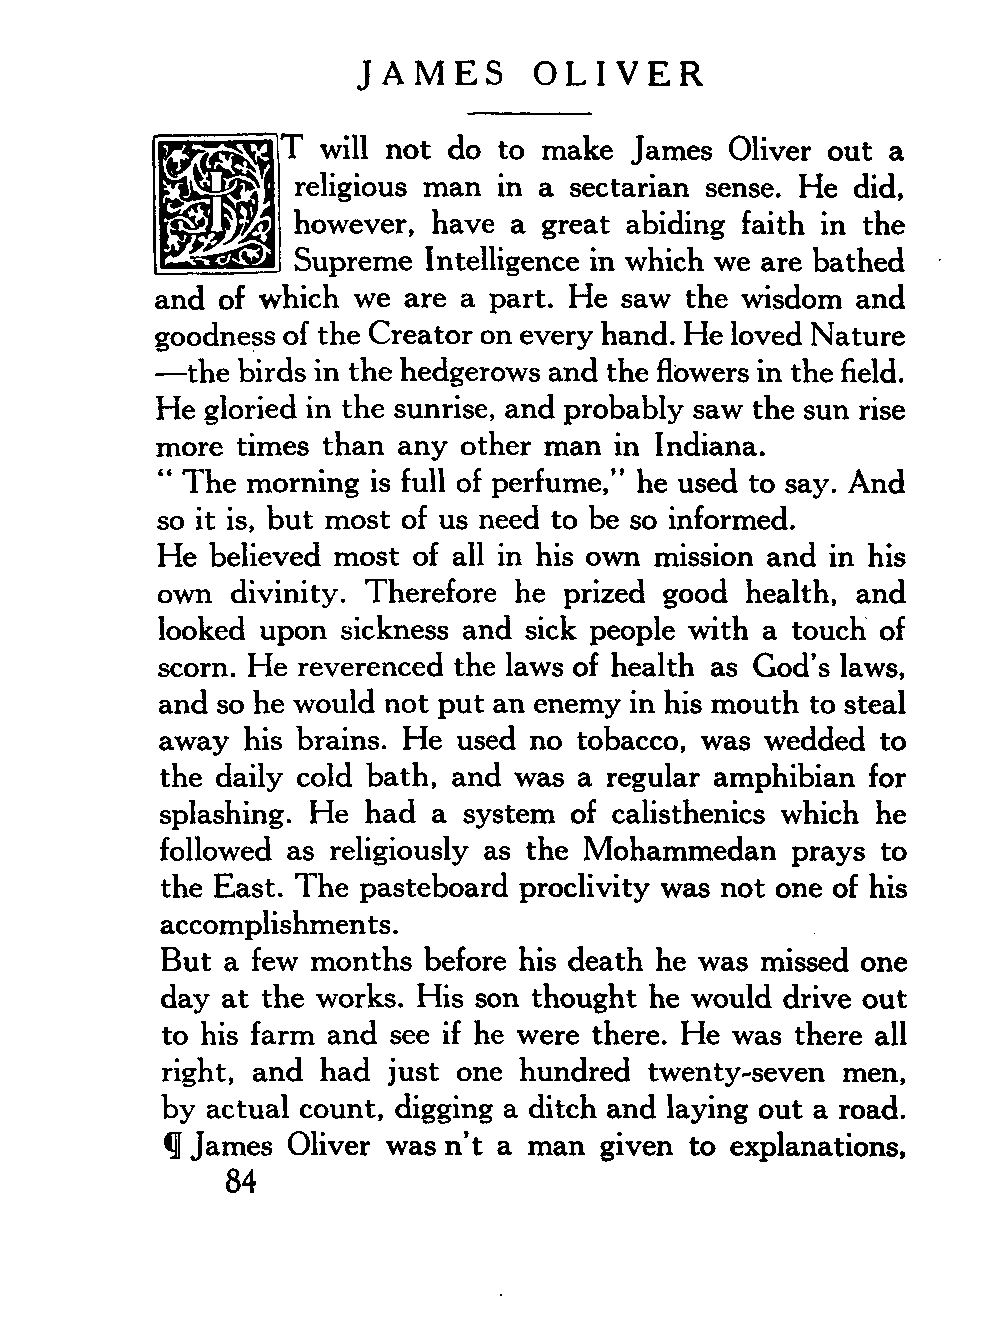 JAMES OLIVER
IT will not do to make James Oliver out a
religious man in a sectarian sense. He did,
however, have a great abiding faith in the
Supreme Intelligence in which we are bathed
and of which we are a part. He saw the wisdom and
goodness of the Creator on every hand. He loved Nature
—the birds in the hedgerows and the flowers in the field.
He gloried in the sunrise, and probably saw the sun rise
more times than any other man in Indiana.
“ The morning is full of perfume,” he used to say. And
so it is, but most of us need to be so informed.
He believed most of all in his own mission and in his
own divinity. Therefore he prized good health, and
looked upon sickness and sick people with a touch of
scorn. He reverenced the laws of health as God's laws,
and so he would not put an enemy in his mouth to steal
away his brains. He used no tobacco, was wedded to
the daily cold bath, and was a regular amphibian for
splashing. He had a system of calisthenics which he
followed as religiously as the Mohammedan prays to
the East. The pasteboard proclivity was not one of his
accomplishments.
But a few months before his death he was missed one
day at the works. His son thought he would drive out
to his farm and see if he were there. He was there all
right, and had just one hundred twenty-seven men,
by actual count, digging a ditch and laying out a road.
¶ James Oliver was n't a man given to explanations,
84